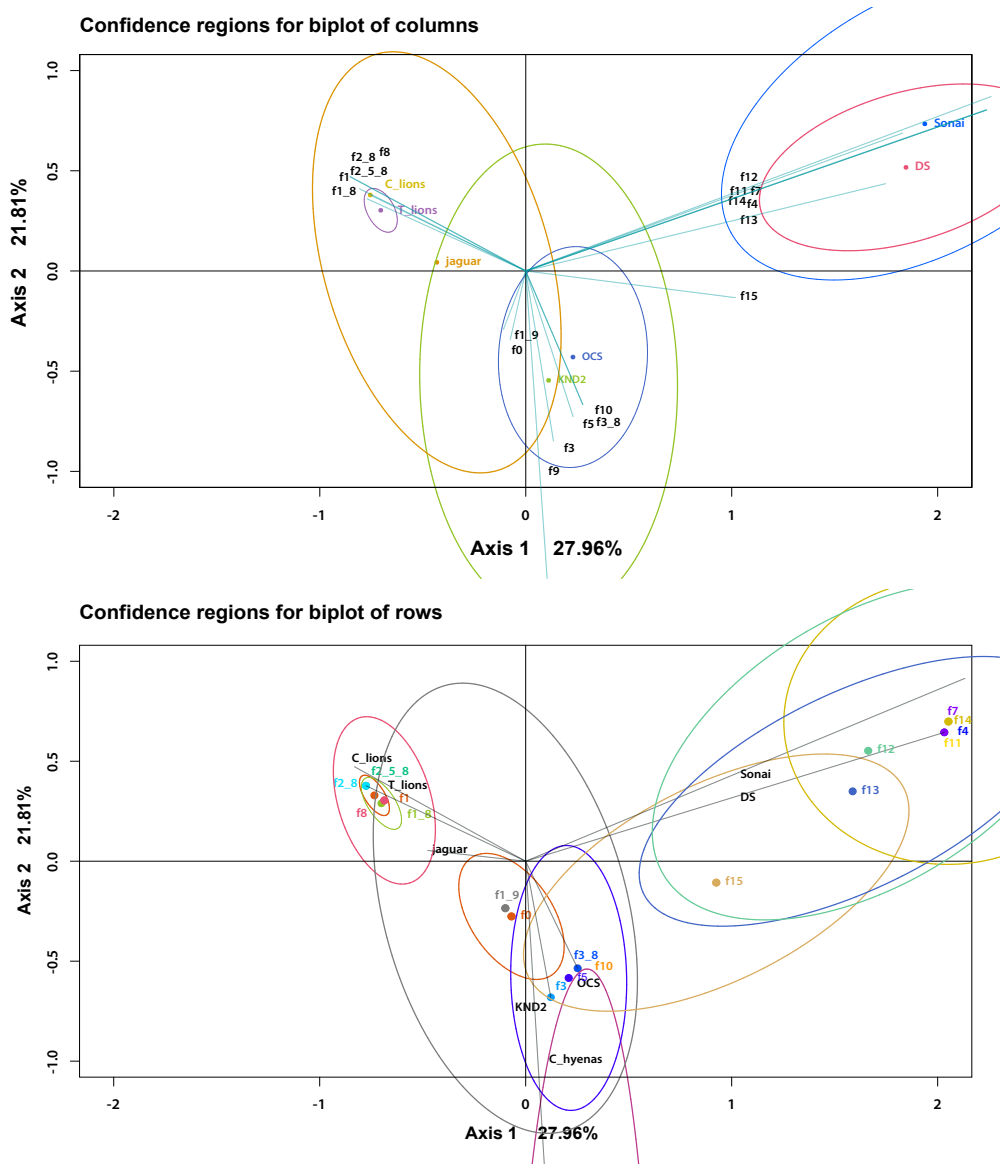 Confidence regions for biplot of columns
1.0
Sonai
f2_8 f8
DS
f12
f1 f2_5_8
0.5
C_lions
f11 f7
f1_8
f14 f4
T_lions
f13
jaguar
0.0
f15
f1_9
f0
OCS
KND2
-0.5
f10
f5 f3_8
f3
f9
-1.0
Axis 2 21.81%
-2 -1 0 1 2
Axis 1 27.96%
Confidence regions for biplot of rows
1.0
f7
f14
f4
f11
f12
C_lions
f2_5_8
f2_8
T_lions
Sonai
0.5
f1
DS
f13
f8
f1_8
jaguar
0.0
f15
f1_9
f0
f3_8
f10
-0.5
f5
f3
OCS
KND2
C_hyenas
-1.0
Axis 2 21.81%
-2 -1 0 1 2
Axis 1 27.96%